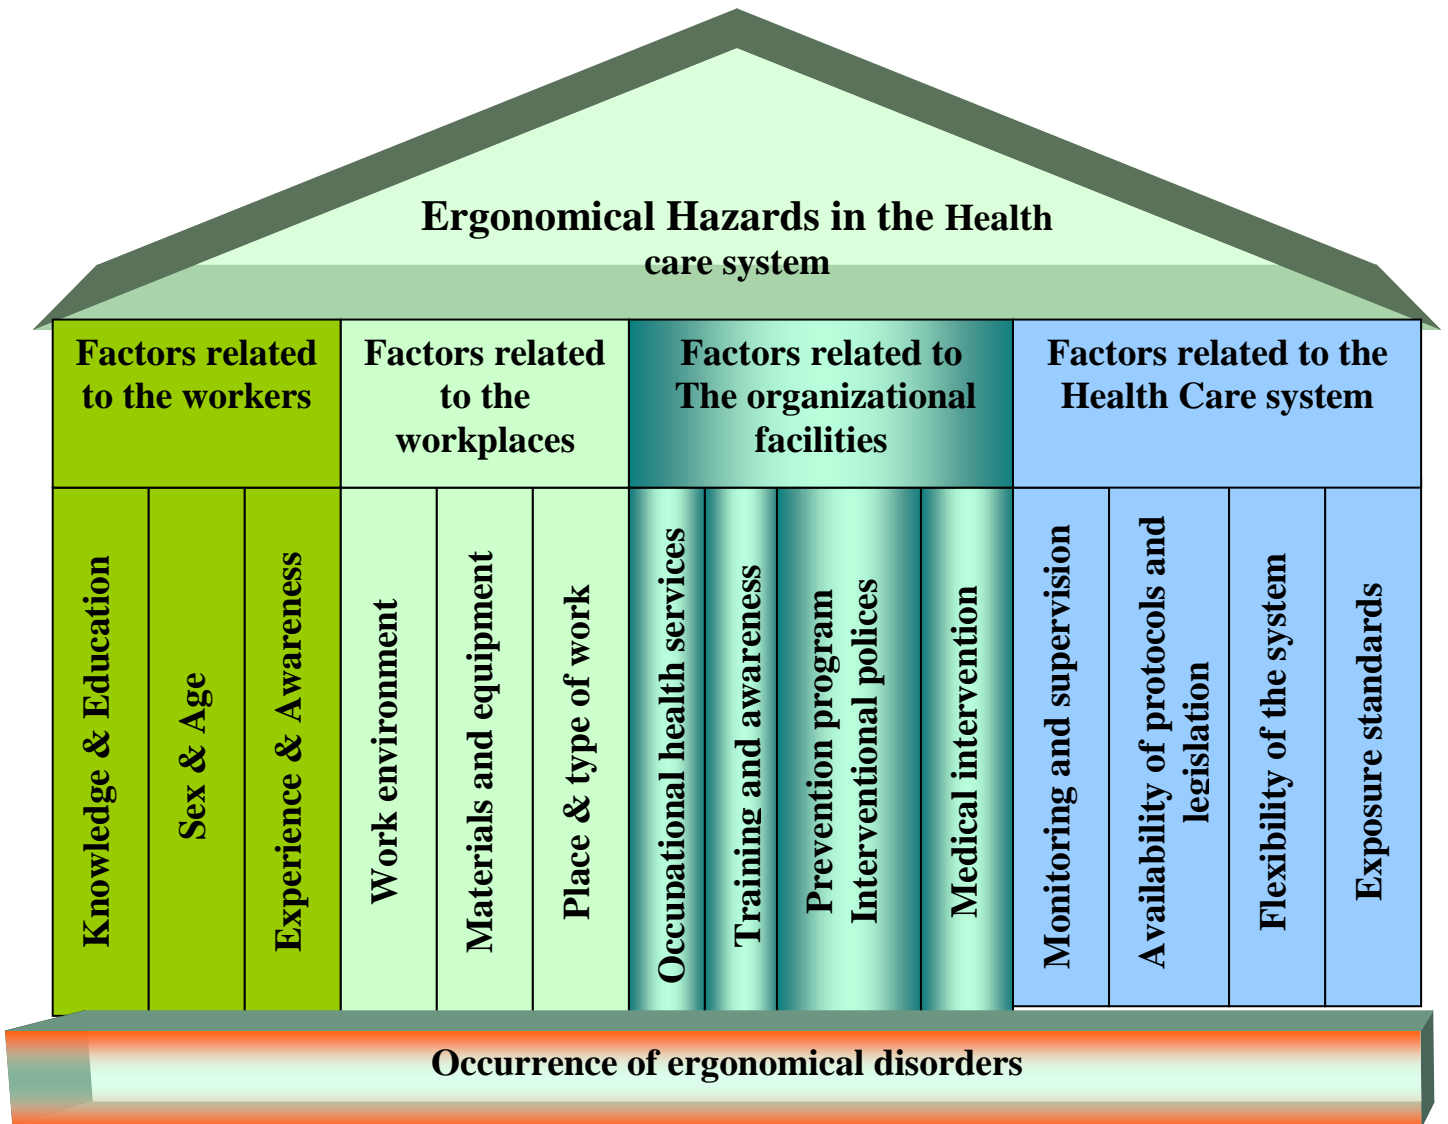 Ergonomical Hazards in the Health
care system
Factors related
to the workers
Factors related
to the
workplaces
Factors related to
The organizational
facilities
Factors related to the
Health Care system
Knowledge & Education
Sex & Age
Experience & Awareness
Work environment
Materials and equipment
Place & type of work
Occupational health services
Training and awareness
Prevention program
Interventional polices
Medical intervention
Monitoring and supervision
Availability of protocols and
legislation
Flexibility of the system
Exposure standards
Occurrence of ergonomical disorders